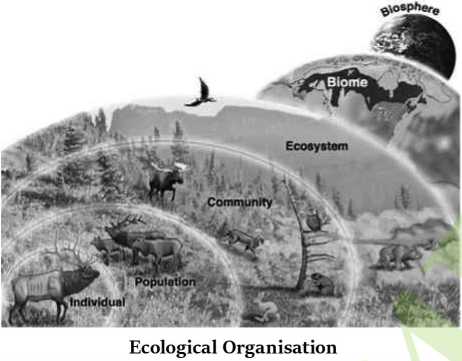 Biosphere
Biome
Ecosystem
Community
Population
Individual
Ecological Organisation